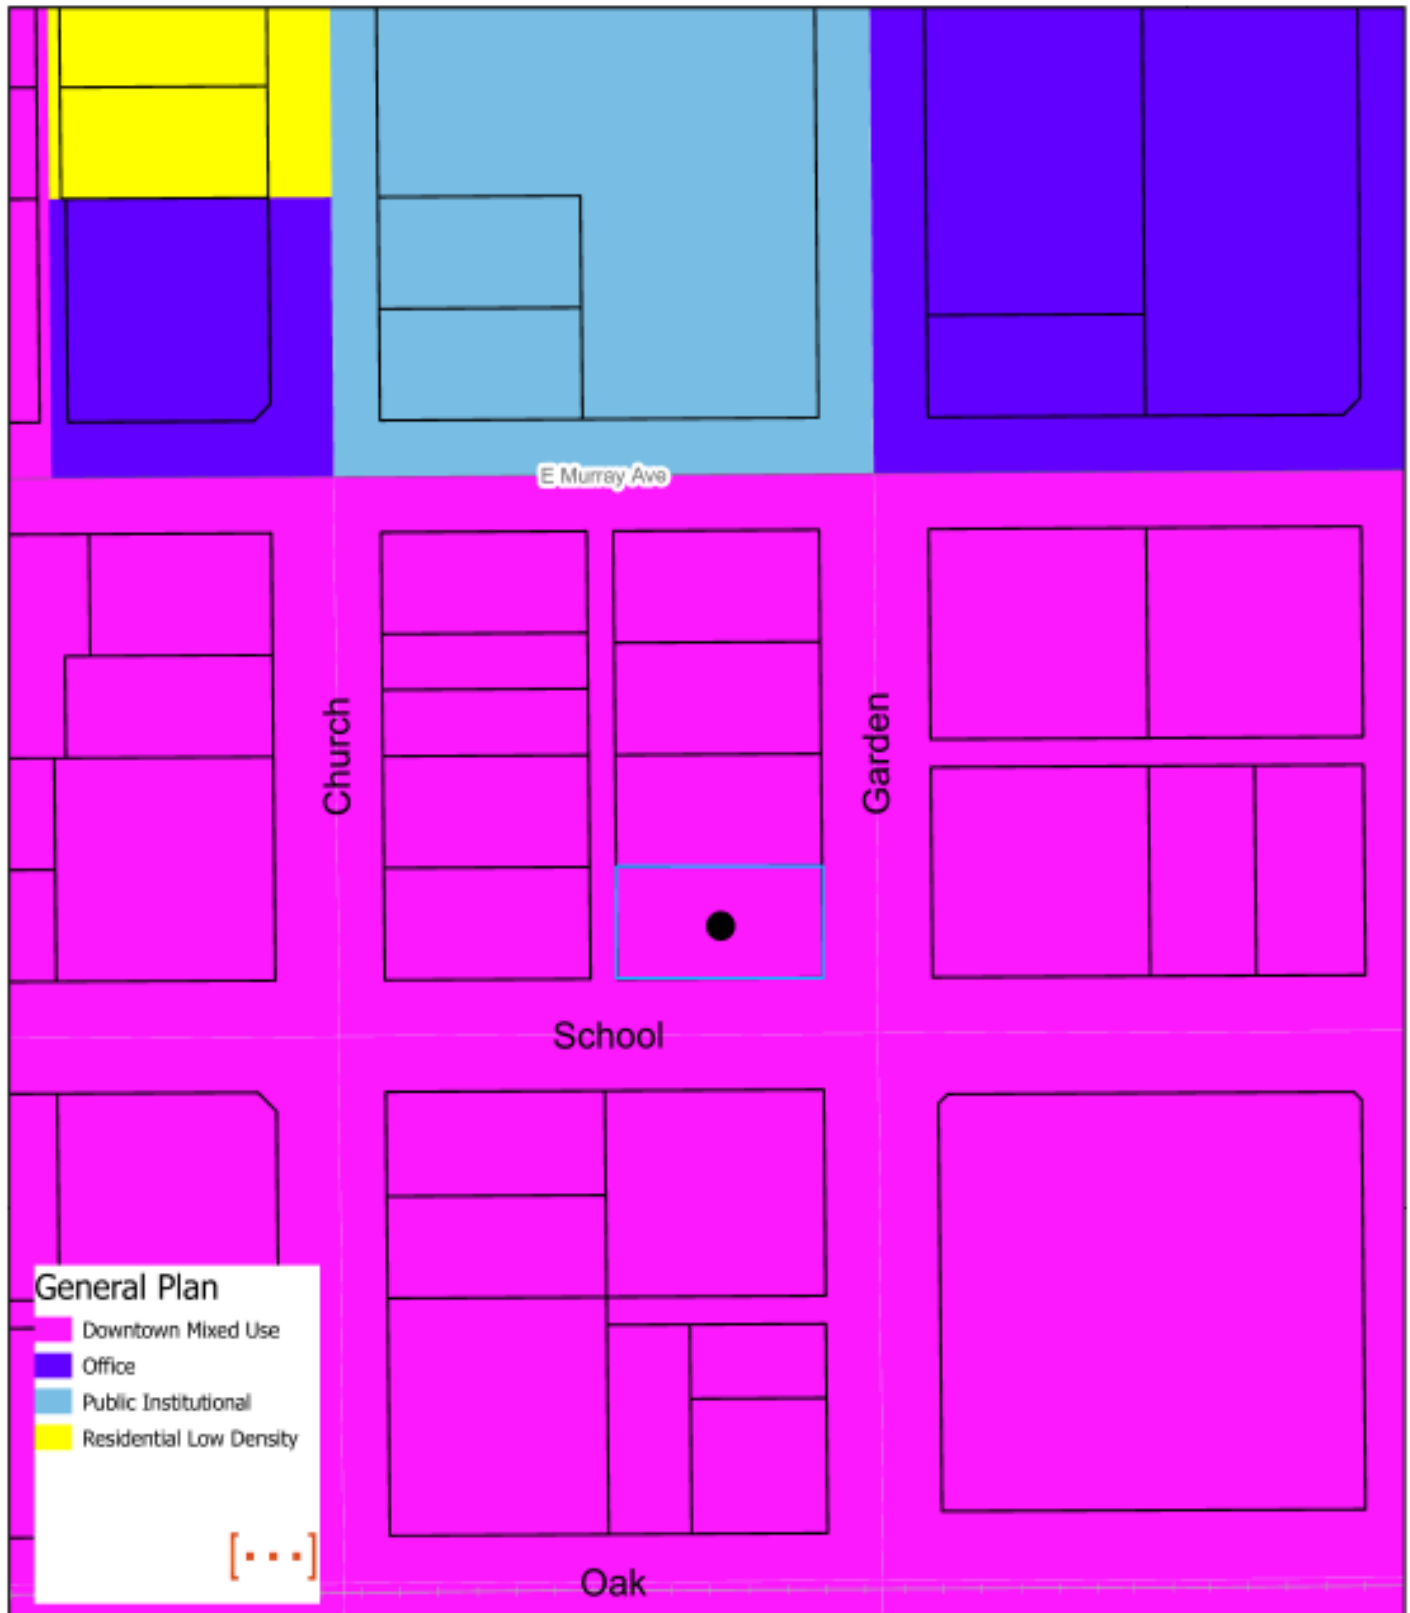 E Murray Ave
Church
Garden
School
General Plan
Downtown Mixed Use
Office
Public Institutional
Residential Low Density
[...]
Oak